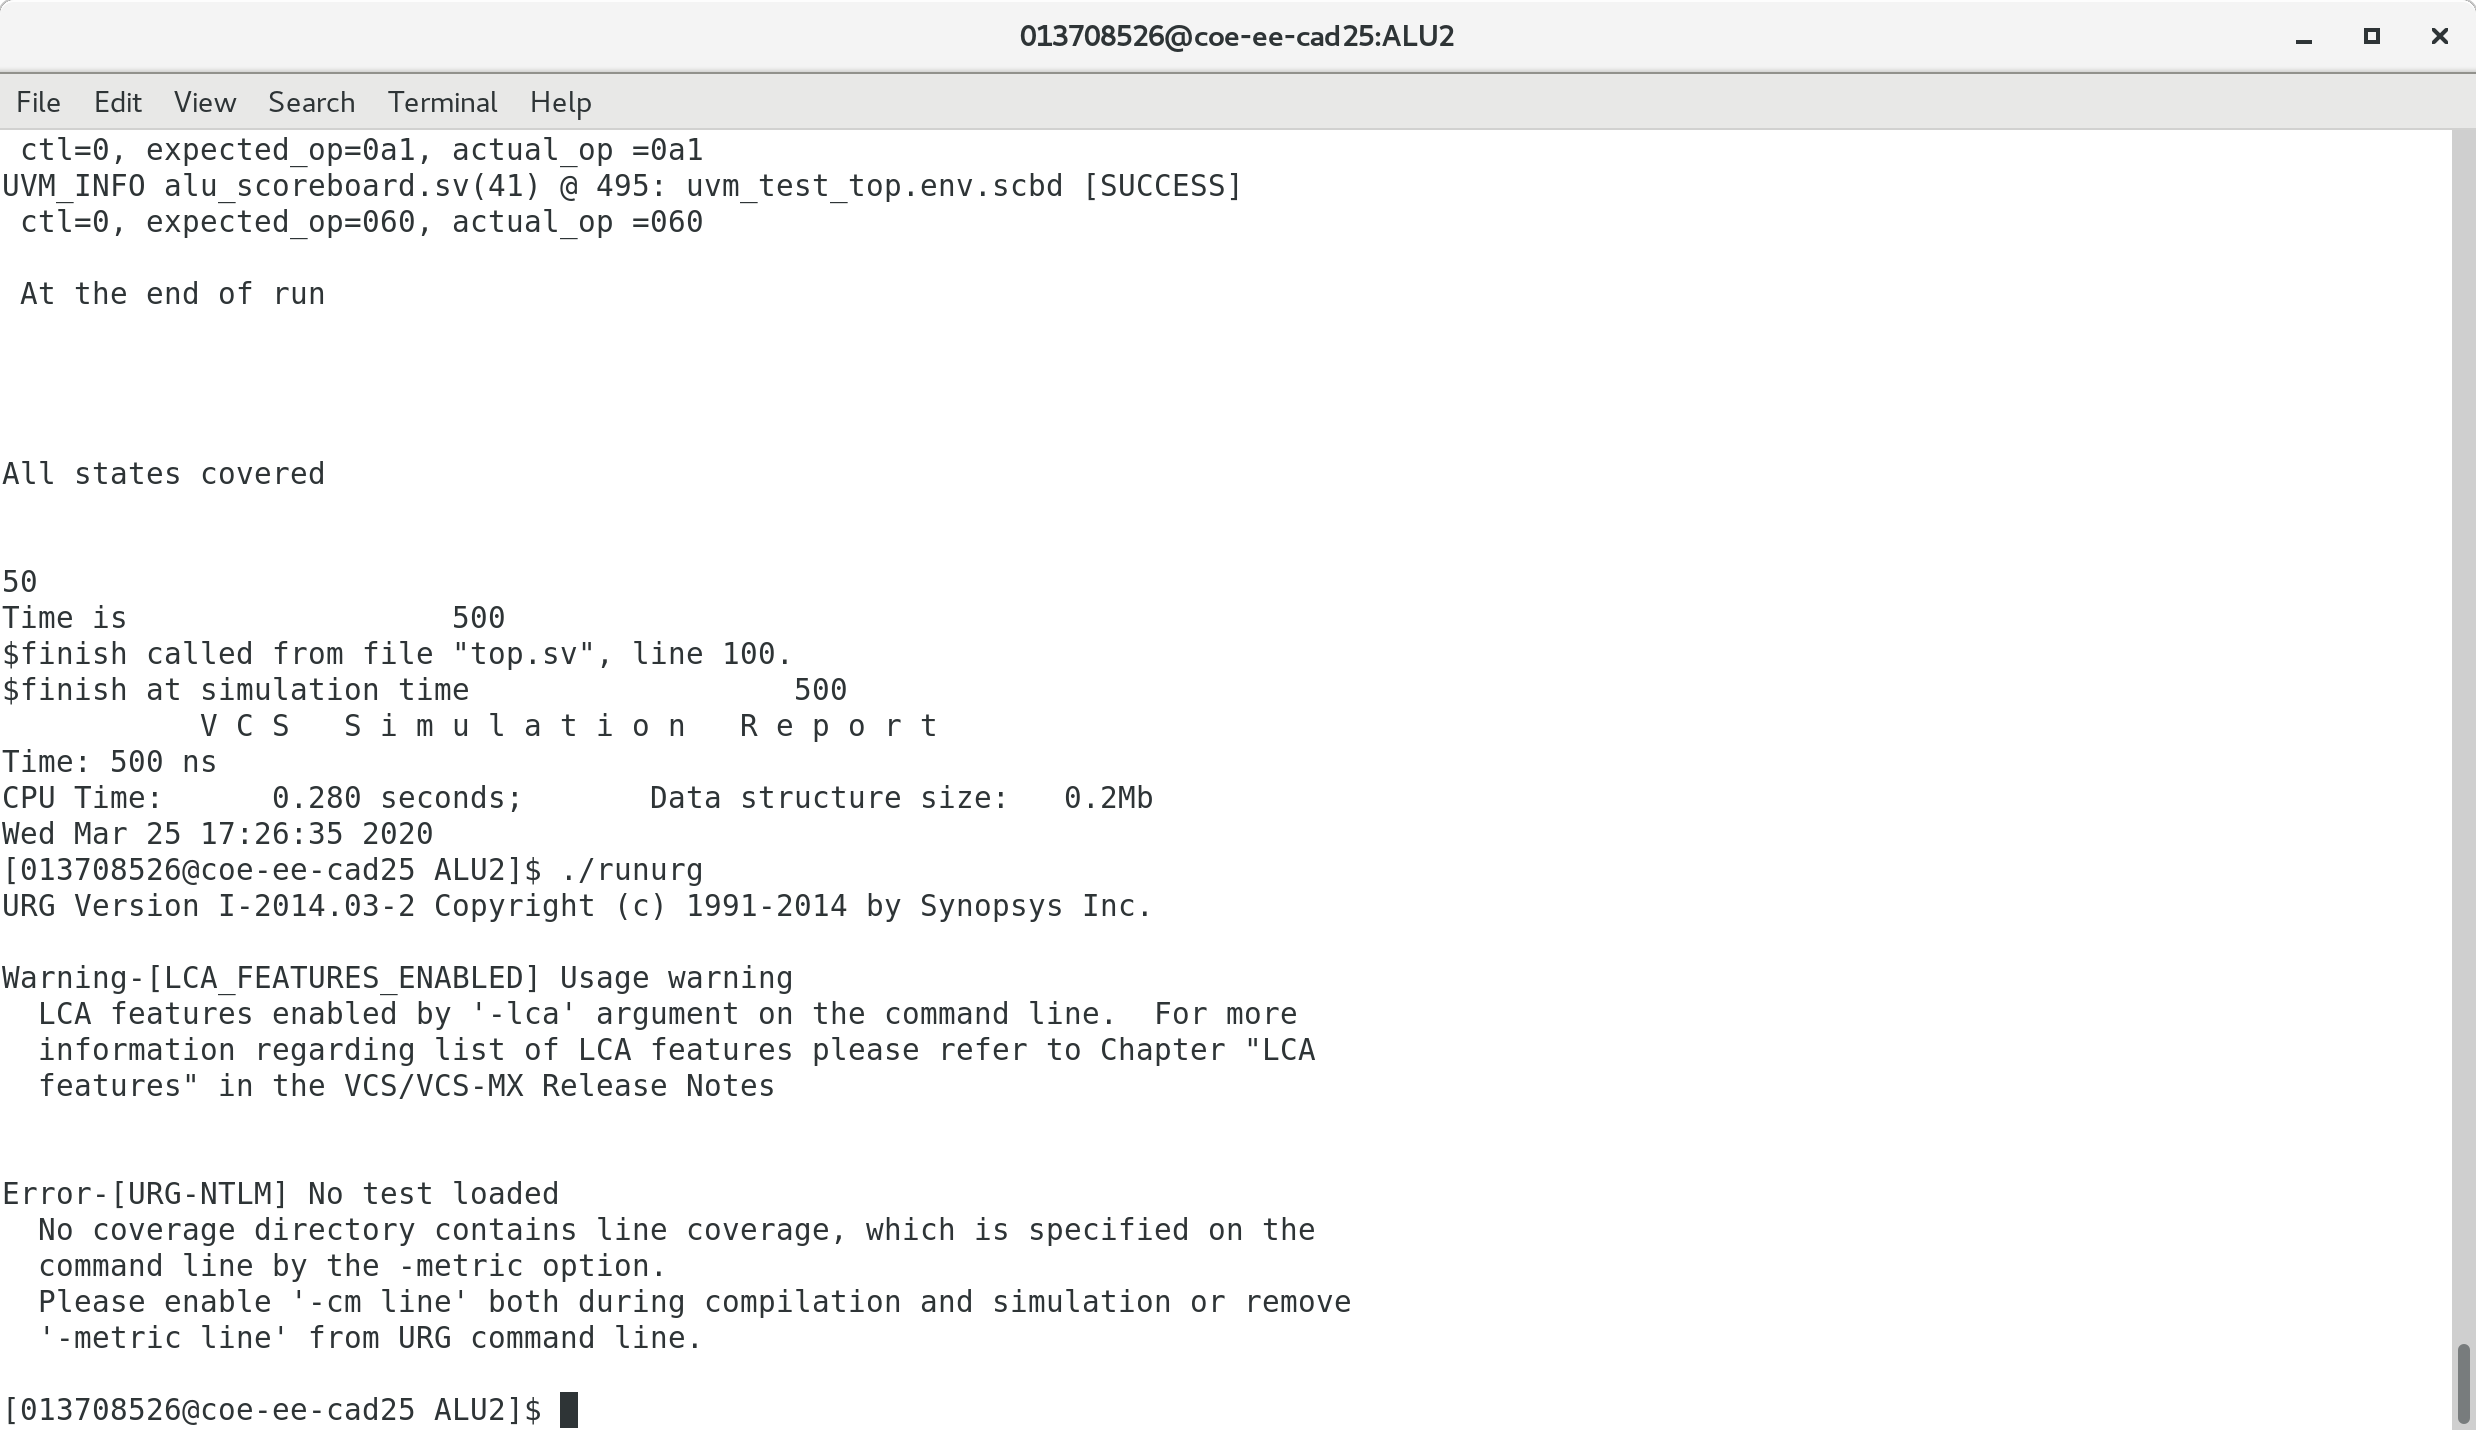 013708526@coe-ee-cad25:ALU2
File Edit View Search Terminal Help
 ctl=0, expected_op=0a1, actual_op =0a1
UVM_INFO alu_scoreboard.sv(41) @ 495: uvm_test_top.env.scbd [SUCCESS]
 ctl=0, expected_op=060, actual_op =060
 At the end of run
All states covered
50
Time is                  500
$finish called from file "top.sv", line 100.
$finish at simulation time                  500
           V C S   S i m u l a t i o n   R e p o r t
Time: 500 ns
CPU Time:      0.280 seconds;       Data structure size:   0.2Mb
Wed Mar 25 17:26:35 2020
[013708526@coe-ee-cad25 ALU2]$ ./runurg
URG Version I-2014.03-2 Copyright (c) 1991-2014 by Synopsys Inc.
Warning-[LCA_FEATURES_ENABLED] Usage warning
  LCA features enabled by '-lca' argument on the command line.  For more
  information regarding list of LCA features please refer to Chapter "LCA
  features" in the VCS/VCS-MX Release Notes
Error-[URG-NTLM] No test loaded
  No coverage directory contains line coverage, which is specified on the
  command line by the -metric option.
  Please enable '-cm line' both during compilation and simulation or remove
  '-metric line' from URG command line.
[013708526@coe-ee-cad25 ALU2]$